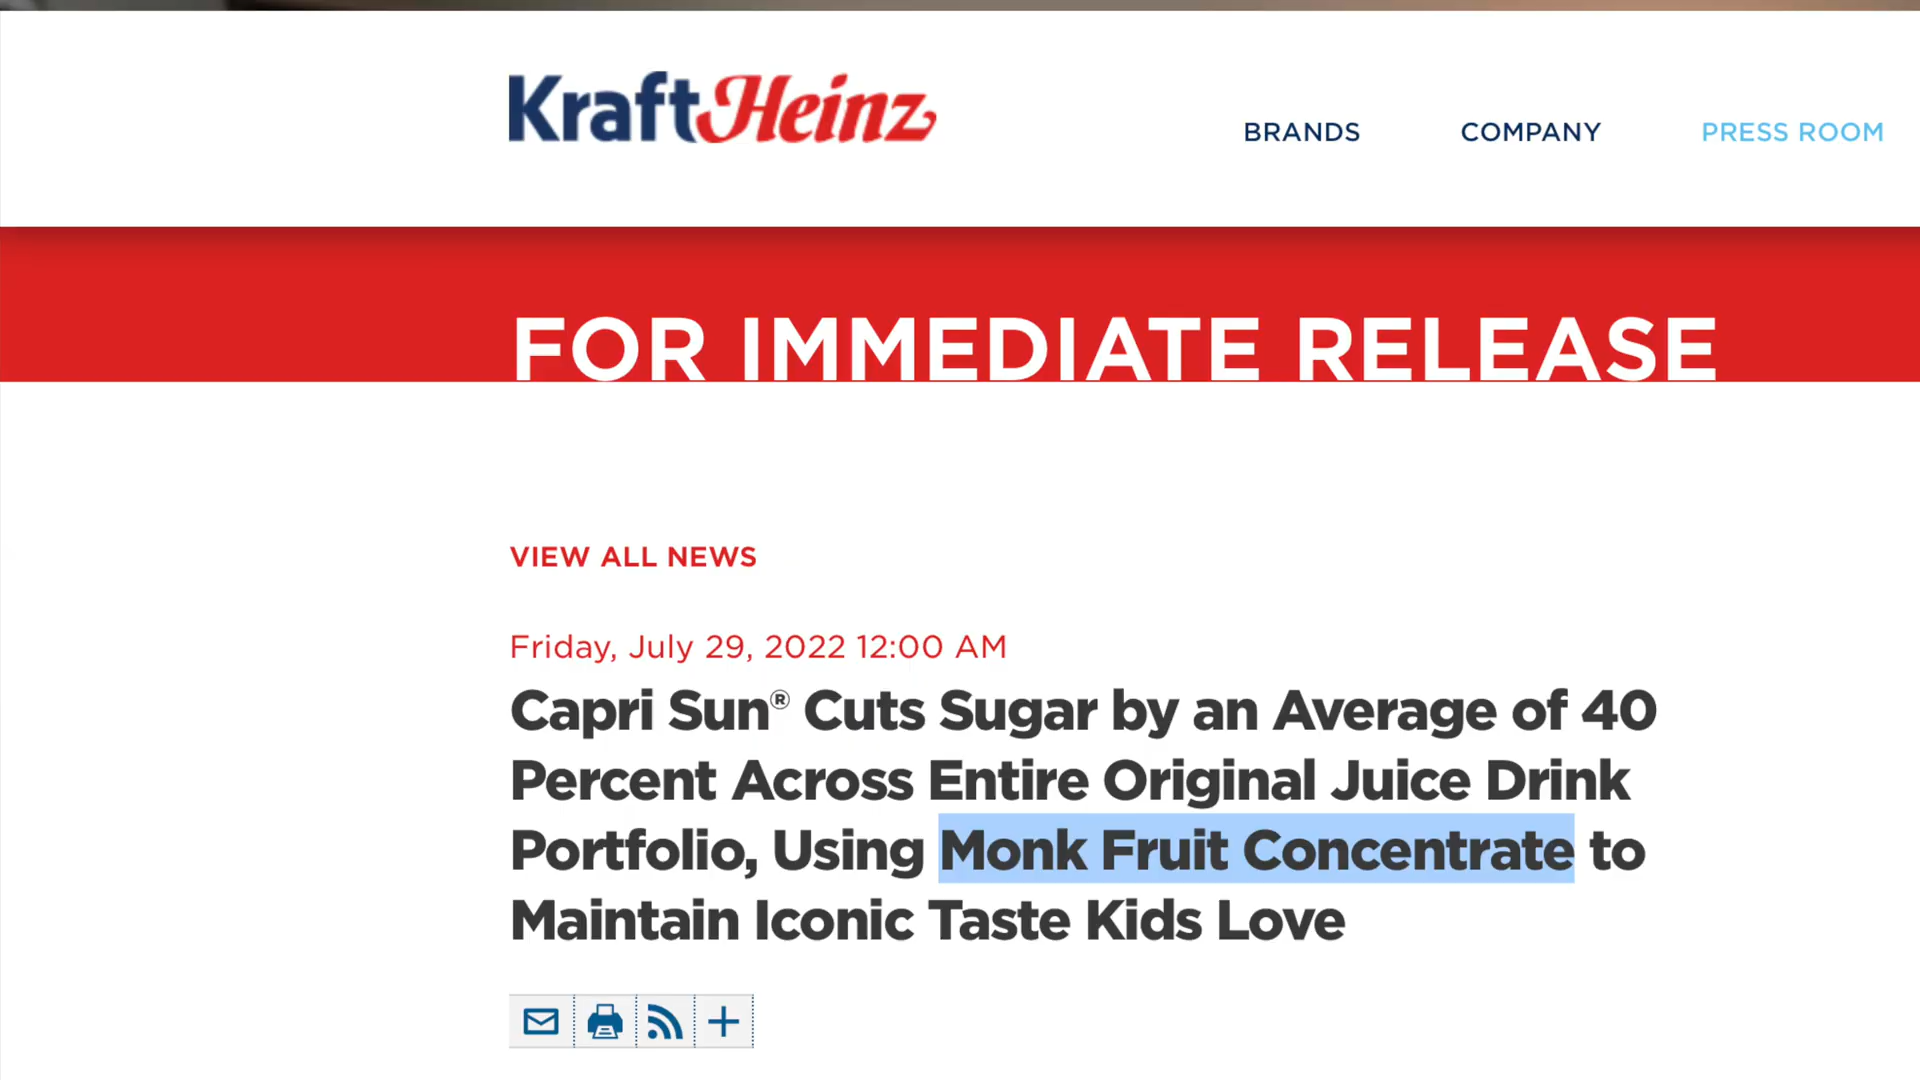 KraftHeinz
BRANDS COMPANY PRESS ROOM
FOR IMMEDIATE RELEASE
VIEW ALL NEWS
Friday, July 29, 2022 12:00 AM
Capri Sun® Cuts Sugar by an Average of 40
Percent Across Entire Original Juice Drink
Portfolio, Using Monk Fruit Concentrate to
Maintain Iconic Taste Kids Love